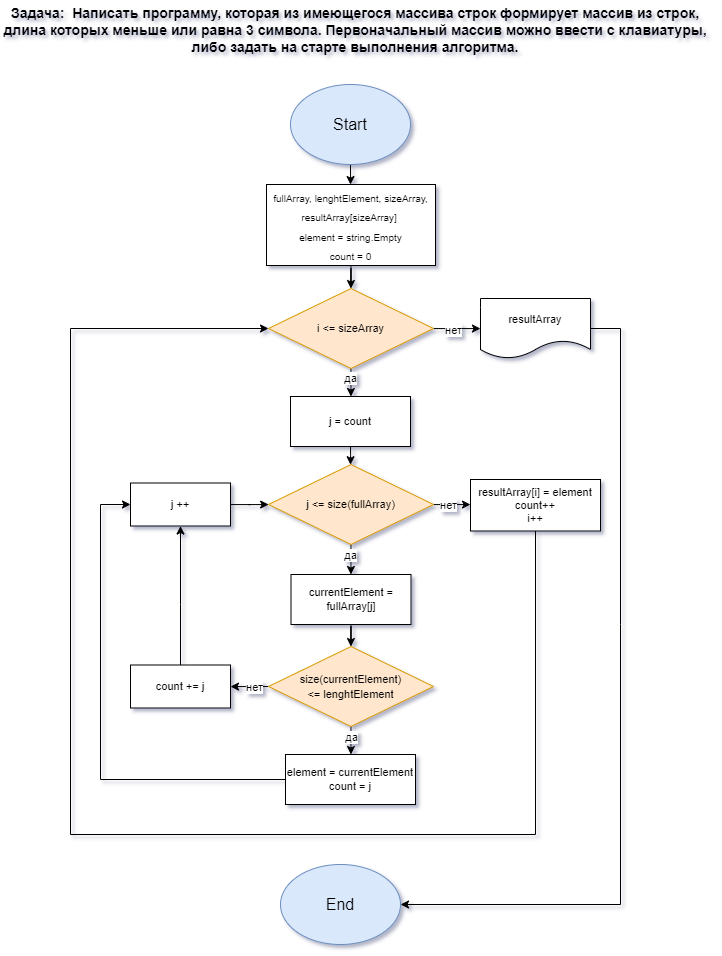 Задача:  Написать программу, которая из имеющегося массива строк формирует массив из строк,
длина которых меньше или равна 3 символа. Первоначальный массив можно ввести с клавиатуры,
либо задать на старте выполнения алгоритма.
Start
fullArray, lenghtElement, sizeArray,
resultArray[sizeArray]
element = string.Empty
count = 0
i <= sizeArray
нет
resultArray
да
j = count
j ++
j <= size(fullArray)
нет
resultArray[i] = element
count++
i++
да
currentElement =
fullArray[j]
size(currentElement)
<= lenghtElement
нет
count += j
да
element = currentElement
count = j
End